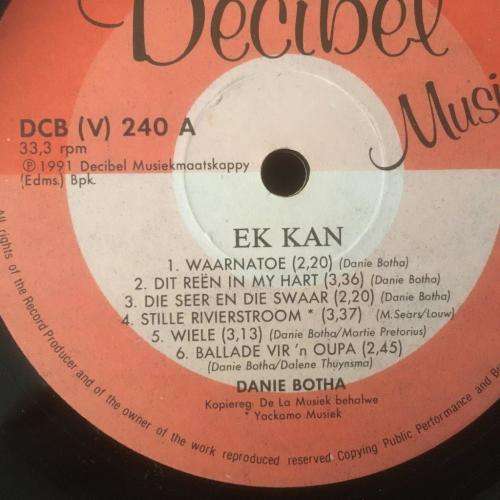 Decibel
Musi
DCB (V) 240 A
33,3 rpm
℗ 1991 Decibel Musiekmaatskappy
(Edms.) Bpk.
EK KAN
1. WAARNATOE (2,20) (Danie Botha)
2. DIT REËN IN MY HART (3,36) (Danie Botha)
3. DIE SEER EN DIE SWAAR (2,20) (Danie Botha)
4. STILLE RIVIERSTROOM * (3,37) (M.Sears/Louw)
5. WIELE (3,13) (Danie Botha/Martie Pretorius)
6. BALLADE VIR 'n OUPA (2,45)
(Danie Botha/Dalene Thuynsma)
DANIE BOTHA
Kopiereg: De La Musiek behalwe
* Yackamo Musiek
All rights of the Record Producer and of the owner of the work reproduced reserved Copying Public Performance and